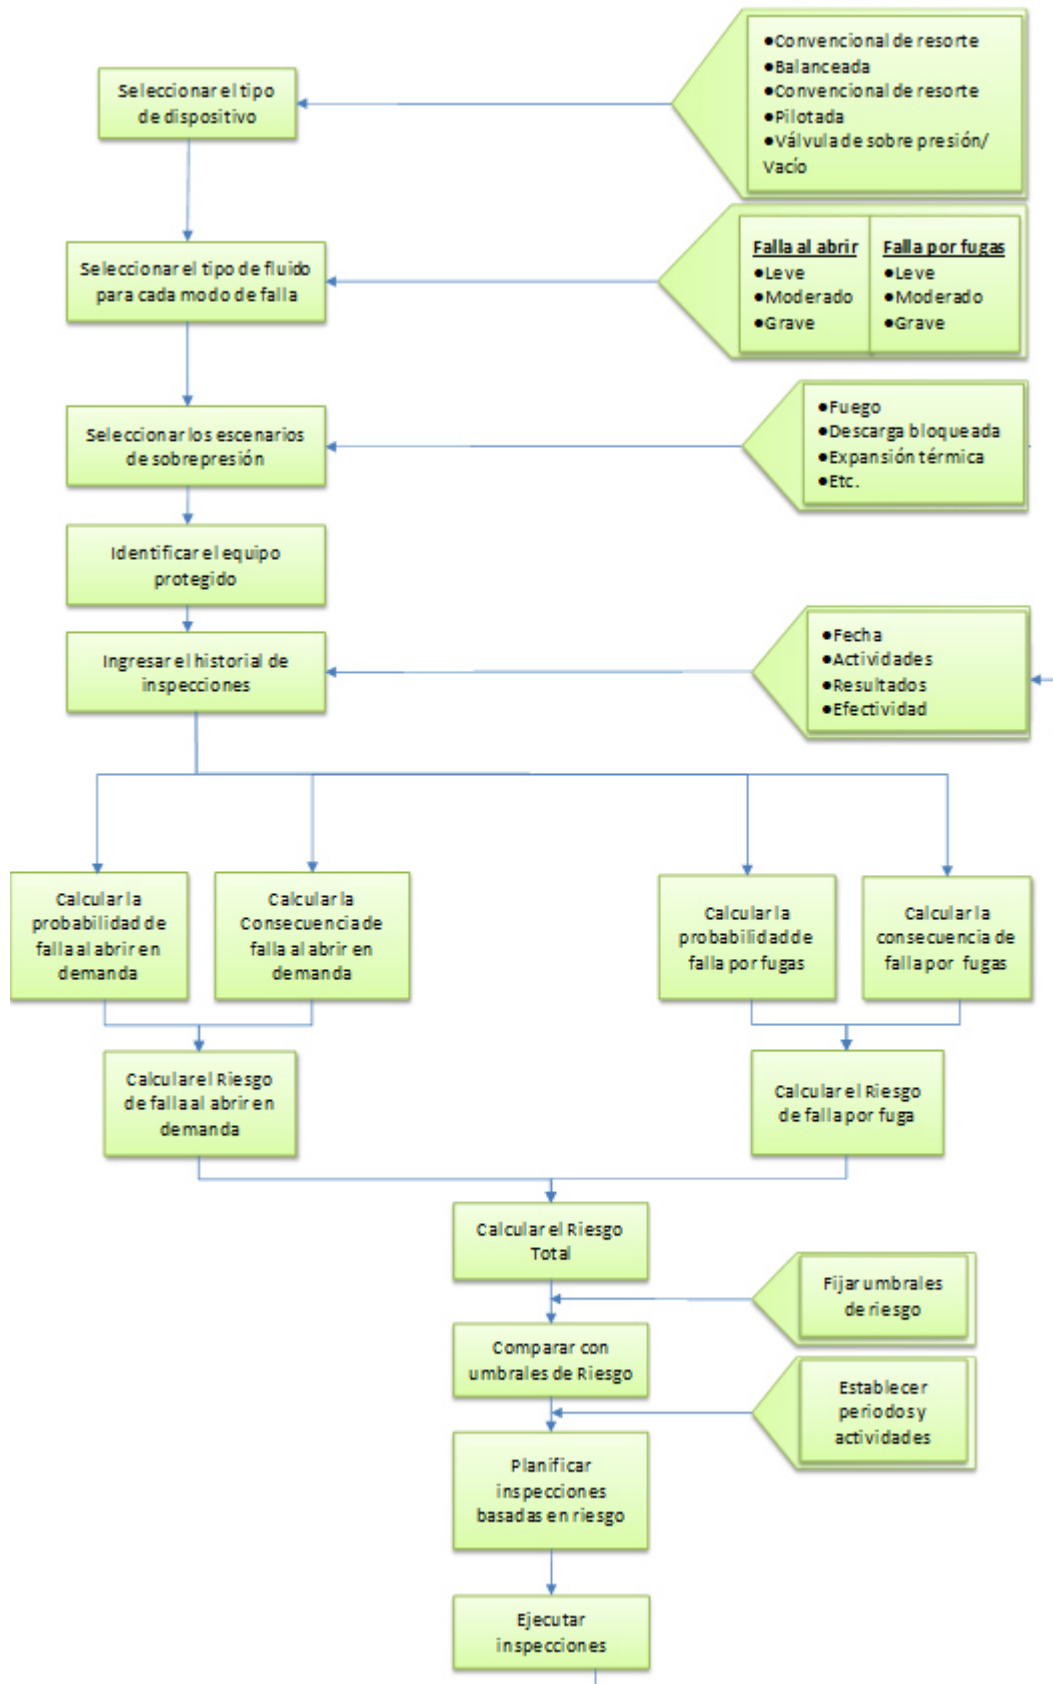 Seleccionar el tipo
de dispositivo
●Convencional de resorte
●Balanceada
●Convencional de resorte
●Pilotada
●Válvula de sobre presión/
Vacío
Seleccionar el tipo de fluido
para cada modo de falla
Falla al abrir
●Leve
●Moderado
●Grave
Falla por fugas
●Leve
●Moderado
●Grave
Seleccionar los escenarios
de sobrepresión
●Fuego
●Descarga bloqueada
●Expansión térmica
●Etc.
Identificar el equipo
protegido
Ingresar el historial de
inspecciones
●Fecha
●Actividades
●Resultados
●Efectividad
Calcular la
probabilidad de
falla al abrir en
demanda
Calcular la
Consecuencia de
falla al abrir en
demanda
Calcular la
probabilidad de
falla por fugas
Calcular la
consecuencia de
falla por fugas
Calcular el Riesgo
de falla al abrir en
demanda
Calcular el Riesgo
de falla por fuga
Calcular el Riesgo
Total
Fijar umbrales
de riesgo
Comparar con
umbrales de Riesgo
Establecer
periodos y
actividades
Planificar
inspecciones
basadas en riesgo
Ejecutar
inspecciones